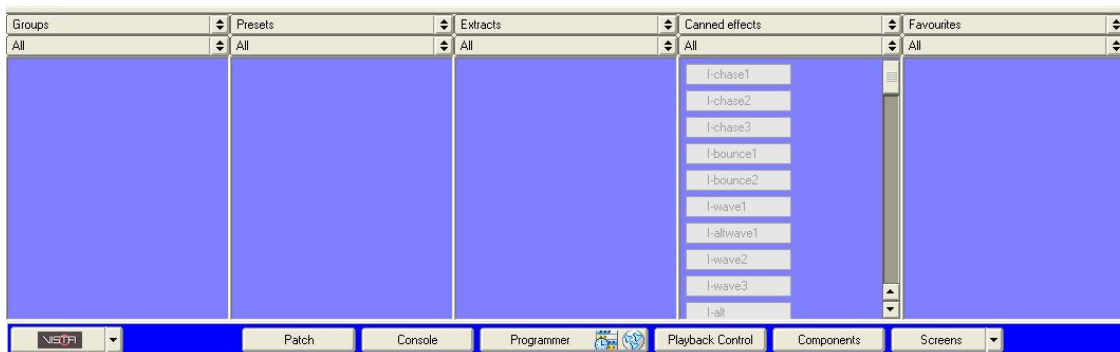 Groups Presets Extracts Canned effects Favourites
All All All All All
I-chase1
I-chase2
I-chase3
I-bounce1
I-bounce2
I-wave1
I-altwave1
I-wave2
I-wave3
I-alt
VISTA Patch Console Programmer Playback Control Components Screens